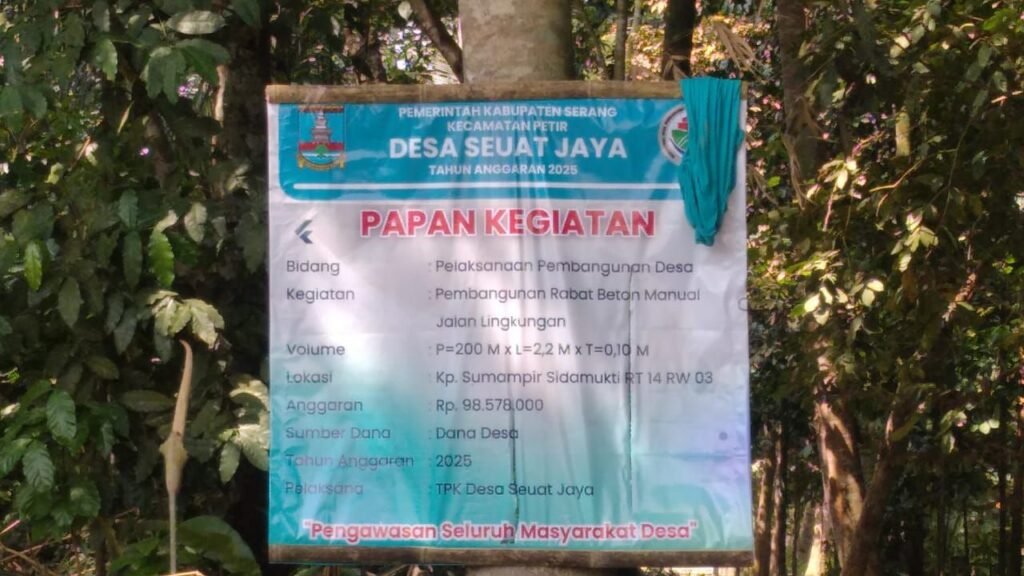 PEMERINTAH KABUPATEN SERANG
KECAMATAN PETIR
DESA SEUAT JAYA
TAHUN ANGGARAN 2025
PAPAN KEGIATAN
Bidang : Pelaksanaan Pembangunan Desa
Kegiatan : Pembangunan Rabat Beton Manual
Jalan Lingkungan
Volume : P=200 M x L=2,2 M x T=0,10 M
Lokasi : Kp. Sumampir Sidamukti RT 14 RW 03
Anggaran : Rp. 98.578.000
Sumber Dana : Dana Desa
Tahun Anggaran : 2025
Pelaksana : TPK Desa Seuat Jaya
"Pengawasan Seluruh Masyarakat Desa"